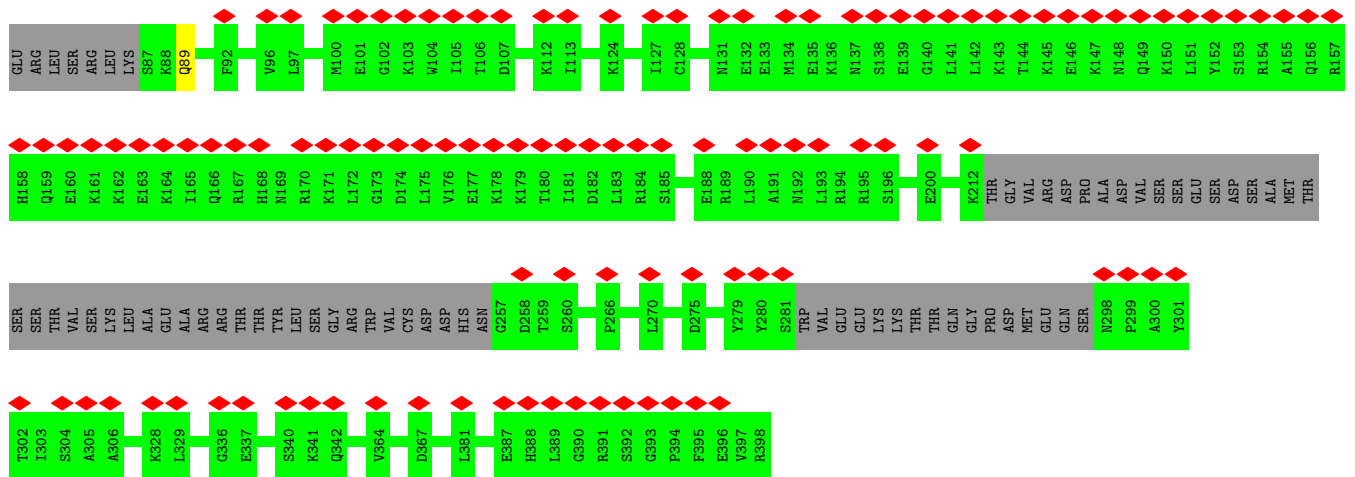 GLU ARG LEU SER ARG LEU LYS S87 K88 Q89 F92 V96 L97 M100 E101 G102 K103 W104 I105 T106 D107 K112 I113 K124 I127 C128 N131 E132 E133 M134 E135 K136 N137 S138 E139 G140 L141 L142 K143 T144 K145 E146 K147 N148 Q149 K150 L151 Y152 S153 R154 A155 Q156 R157
H158 Q159 E160 K161 K162 E163 K164 I165 Q166 R167 H168 N169 R170 K171 L172 G173 D174 L175 V176 E177 K178 K179 T180 I181 D182 L183 R184 S185 E188 R189 L190 A191 N192 L193 R194 R195 S196 E200 K212 THR GLY VAL ARG ASP PRO ALA ASP VAL SER SER GLU SER ASP SER ALA MET THR
SER SER THR VAL SER LYS LEU ALA GLU ALA ARG ARG THR THR TYR LEU SER GLY ARG TRP VAL CYS ASP ASP HIS ASN G257 D258 T259 S260 P266 L270 D275 Y279 Y280 S281 TRP VAL GLU GLU LYS LYS THR THR GLN GLY PRO ASP MET GLU GLN SER N298 P299 A300 Y301
T302 I303 S304 A305 A306 K328 L329 G336 E337 S340 K341 Q342 V364 D367 L381 E387 H388 L389 G390 R391 S392 G393 P394 F395 E396 V397 R398